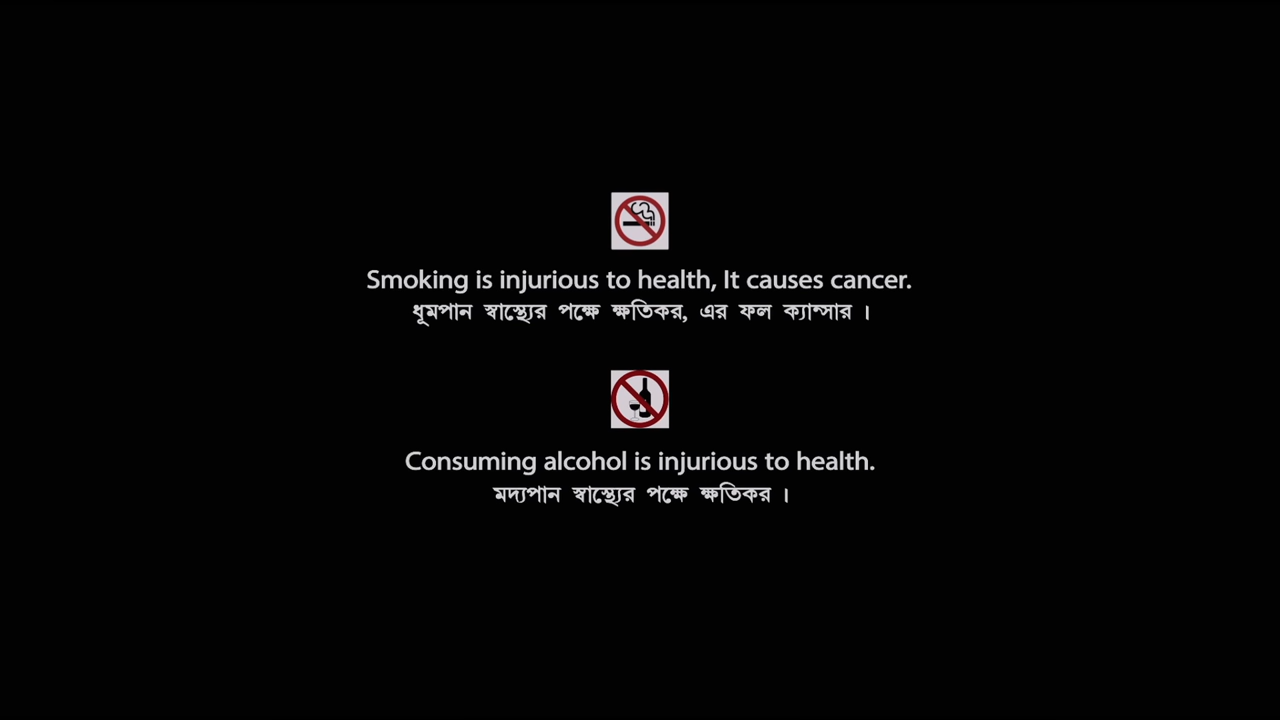 Smoking is injurious to health, It causes cancer.
ধূমপান স্বাস্থ্যের পক্ষে ক্ষতিকর, এর ফল ক্যান্সার ।
Consuming alcohol is injurious to health.
মদ্যপান স্বাস্থ্যের পক্ষে ক্ষতিকর ।